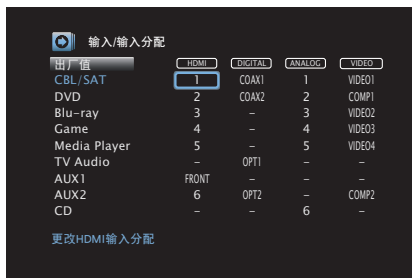 输入/输入分配
出厂值 HDMI DIGITAL ANALOG VIDEO
CBL/SAT 1 COAX1 1 VIDEO1
DVD 2 COAX2 2 COMP1
Blu-ray 3 – 3 VIDEO2
Game 4 – 4 VIDEO3
Media Player 5 – 5 VIDEO4
TV Audio – OPT1 – –
AUX1 FRONT – – –
AUX2 6 OPT2 – COMP2
CD – – 6 –
更改HDMI输入分配